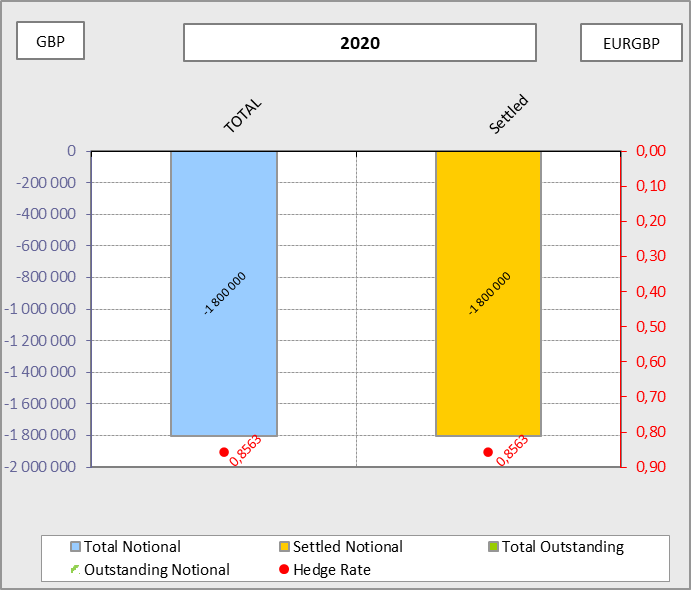 GBP
2020
EURGBP
TOTAL
Settled
0
-200 000
-400 000
-600 000
-800 000
-1 000 000
-1 200 000
-1 400 000
-1 600 000
-1 800 000
-2 000 000
-1 800 000
-1 800 000
0,8563
0,8563
0,00
0,10
0,20
0,30
0,40
0,50
0,60
0,70
0,80
0,90
Total Notional
Settled Notional
Total Outstanding
Outstanding Notional
Hedge Rate